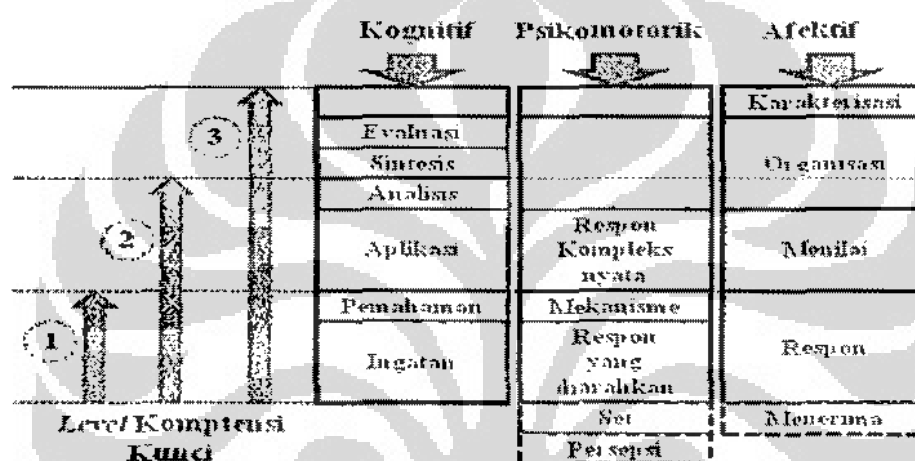 Kognitif Psikomotorik Afektif
Karakterisasi
3
Evaluasi
Sintesis
Organisasi
Analisis
2
Aplikasi
Respon
Kompleks
nyata
Menilai
Pemahaman
Mekanisme
1
Ingatan
Respon
yang
diarahkan
Respon
Level Komptensi
Kunci
Set
Menerima
Persepsi